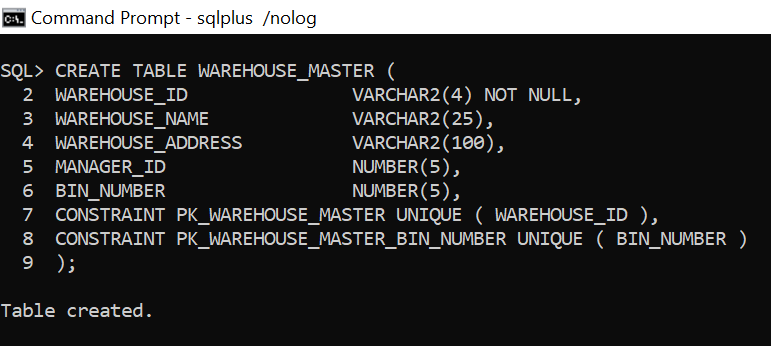 Command Prompt - sqlplus  /nolog
SQL> CREATE TABLE WAREHOUSE_MASTER (
  2  WAREHOUSE_ID               VARCHAR2(4) NOT NULL,
  3  WAREHOUSE_NAME             VARCHAR2(25),
  4  WAREHOUSE_ADDRESS          VARCHAR2(100),
  5  MANAGER_ID                 NUMBER(5),
  6  BIN_NUMBER                 NUMBER(5),
  7  CONSTRAINT PK_WAREHOUSE_MASTER UNIQUE ( WAREHOUSE_ID ),
  8  CONSTRAINT PK_WAREHOUSE_MASTER_BIN_NUMBER UNIQUE ( BIN_NUMBER )
  9  );
Table created.